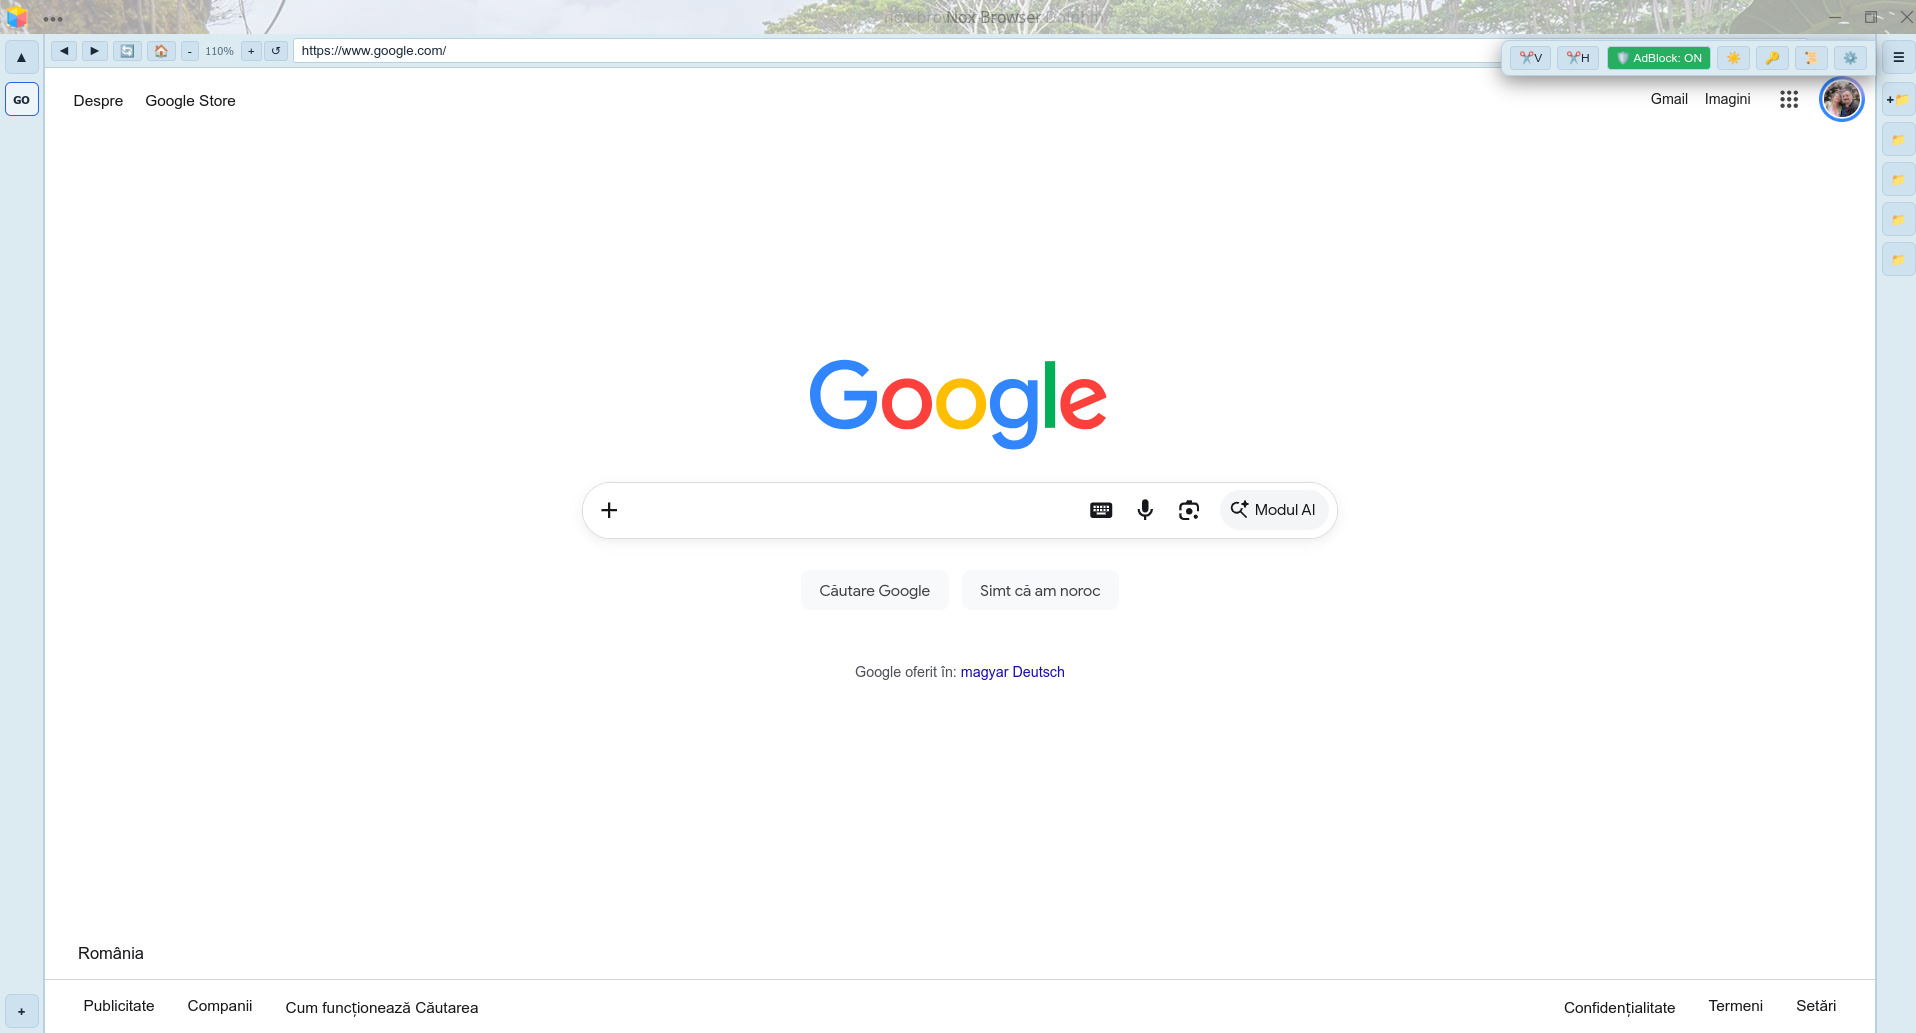 Nox Browser
110%
https://www.google.com/
V
H
AdBlock: ON
GO
Despre
Google Store
Gmail
Imagini
Google
Modul AI
Căutare Google
Simt că am noroc
Google oferit în: magyar Deutsch
România
Publicitate
Companii
Cum funcționează Căutarea
Confidențialitate
Termeni
Setări